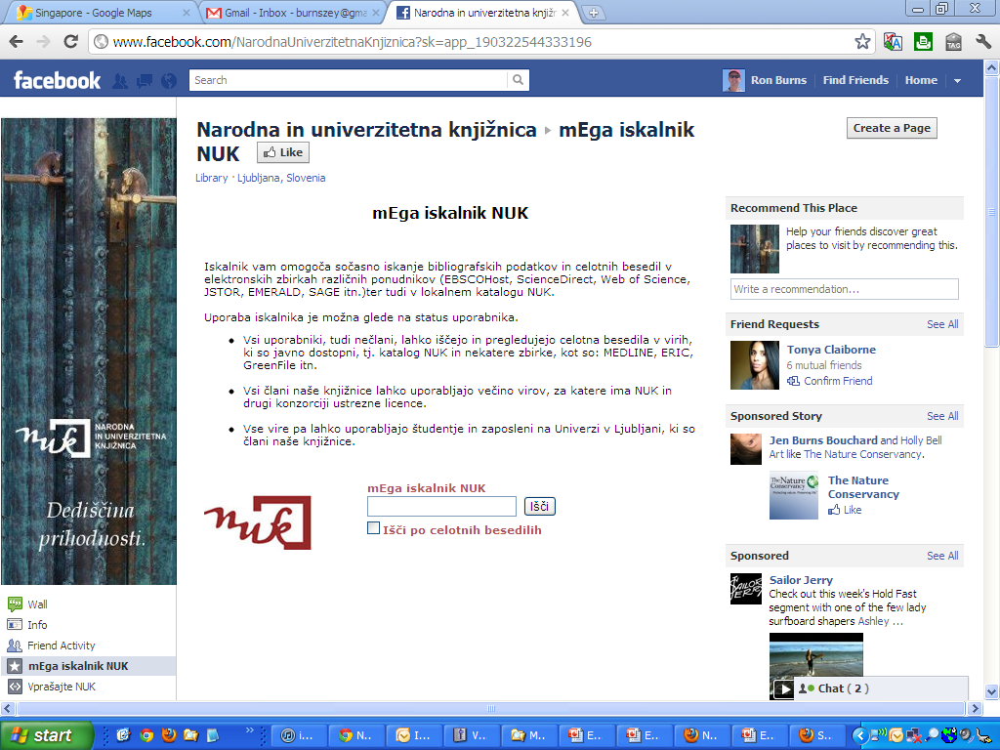 Singapore - Google Maps
Gmail - Inbox - burnszey@gma
Narodna in univerzitetna knjižn
www.facebook.com/NarodnaUniverzitetnaKnjiznica?sk=app_190322544333196
TAG
facebook
Search
Ron Burns
Find Friends
Home
Narodna in univerzitetna knjižnica ▸ mEga iskalnik
NUK
Like
Create a Page
Library · Ljubljana, Slovenia
mEga iskalnik NUK
Iskalnik vam omogoča sočasno iskanje bibliografskih podatkov in celotnih besedil v
elektronskih zbirkah različnih ponudnikov (EBSCOHost, ScienceDirect, Web of Science,
JSTOR, EMERALD, SAGE itn.)ter tudi v lokalnem katalogu NUK.
Uporaba iskalnika je možna glede na status uporabnika.
• Vsi uporabniki, tudi nečlani, lahko iščejo in pregledujejo celotna besedila v virih,
ki so javno dostopni, tj. katalog NUK in nekatere zbirke, kot so: MEDLINE, ERIC,
GreenFile itn.
• Vsi člani naše knjižnice lahko uporabljajo večino virov, za katere ima NUK in
drugi konzorciji ustrezne licence.
• Vse vire pa lahko uporabljajo študentje in zaposleni na Univerzi v Ljubljani, ki so
člani naše knjižnice.
nuk
mEga iskalnik NUK
Išči
Išči po celotnih besedilih
nuk
NARODNA
IN UNIVERZITETNA
KNJIŽNICA
Dediščina
prihodnosti.
Wall
Info
Friend Activity
mEga iskalnik NUK
Vprašajte NUK
Recommend This Place
Help your friends discover great
places to visit by recommending this.
Write a recommendation...
Friend Requests
See All
Tonya Claiborne
6 mutual friends
Confirm Friend
Sponsored Story
See All
Jen Burns Bouchard and Holly Bell
Art like The Nature Conservancy.
The Nature
Conservancy
The Nature
Conservancy
Like
Sponsored
See All
SAILOR
JERRY
Sailor Jerry
Check out this week's Hold Fast
segment with one of the few lady
surfboard shapers Ashley ...
Chat ( 2 )
start
i...
N...
I...
V...
M...
E...
E...
N...
E...
S...